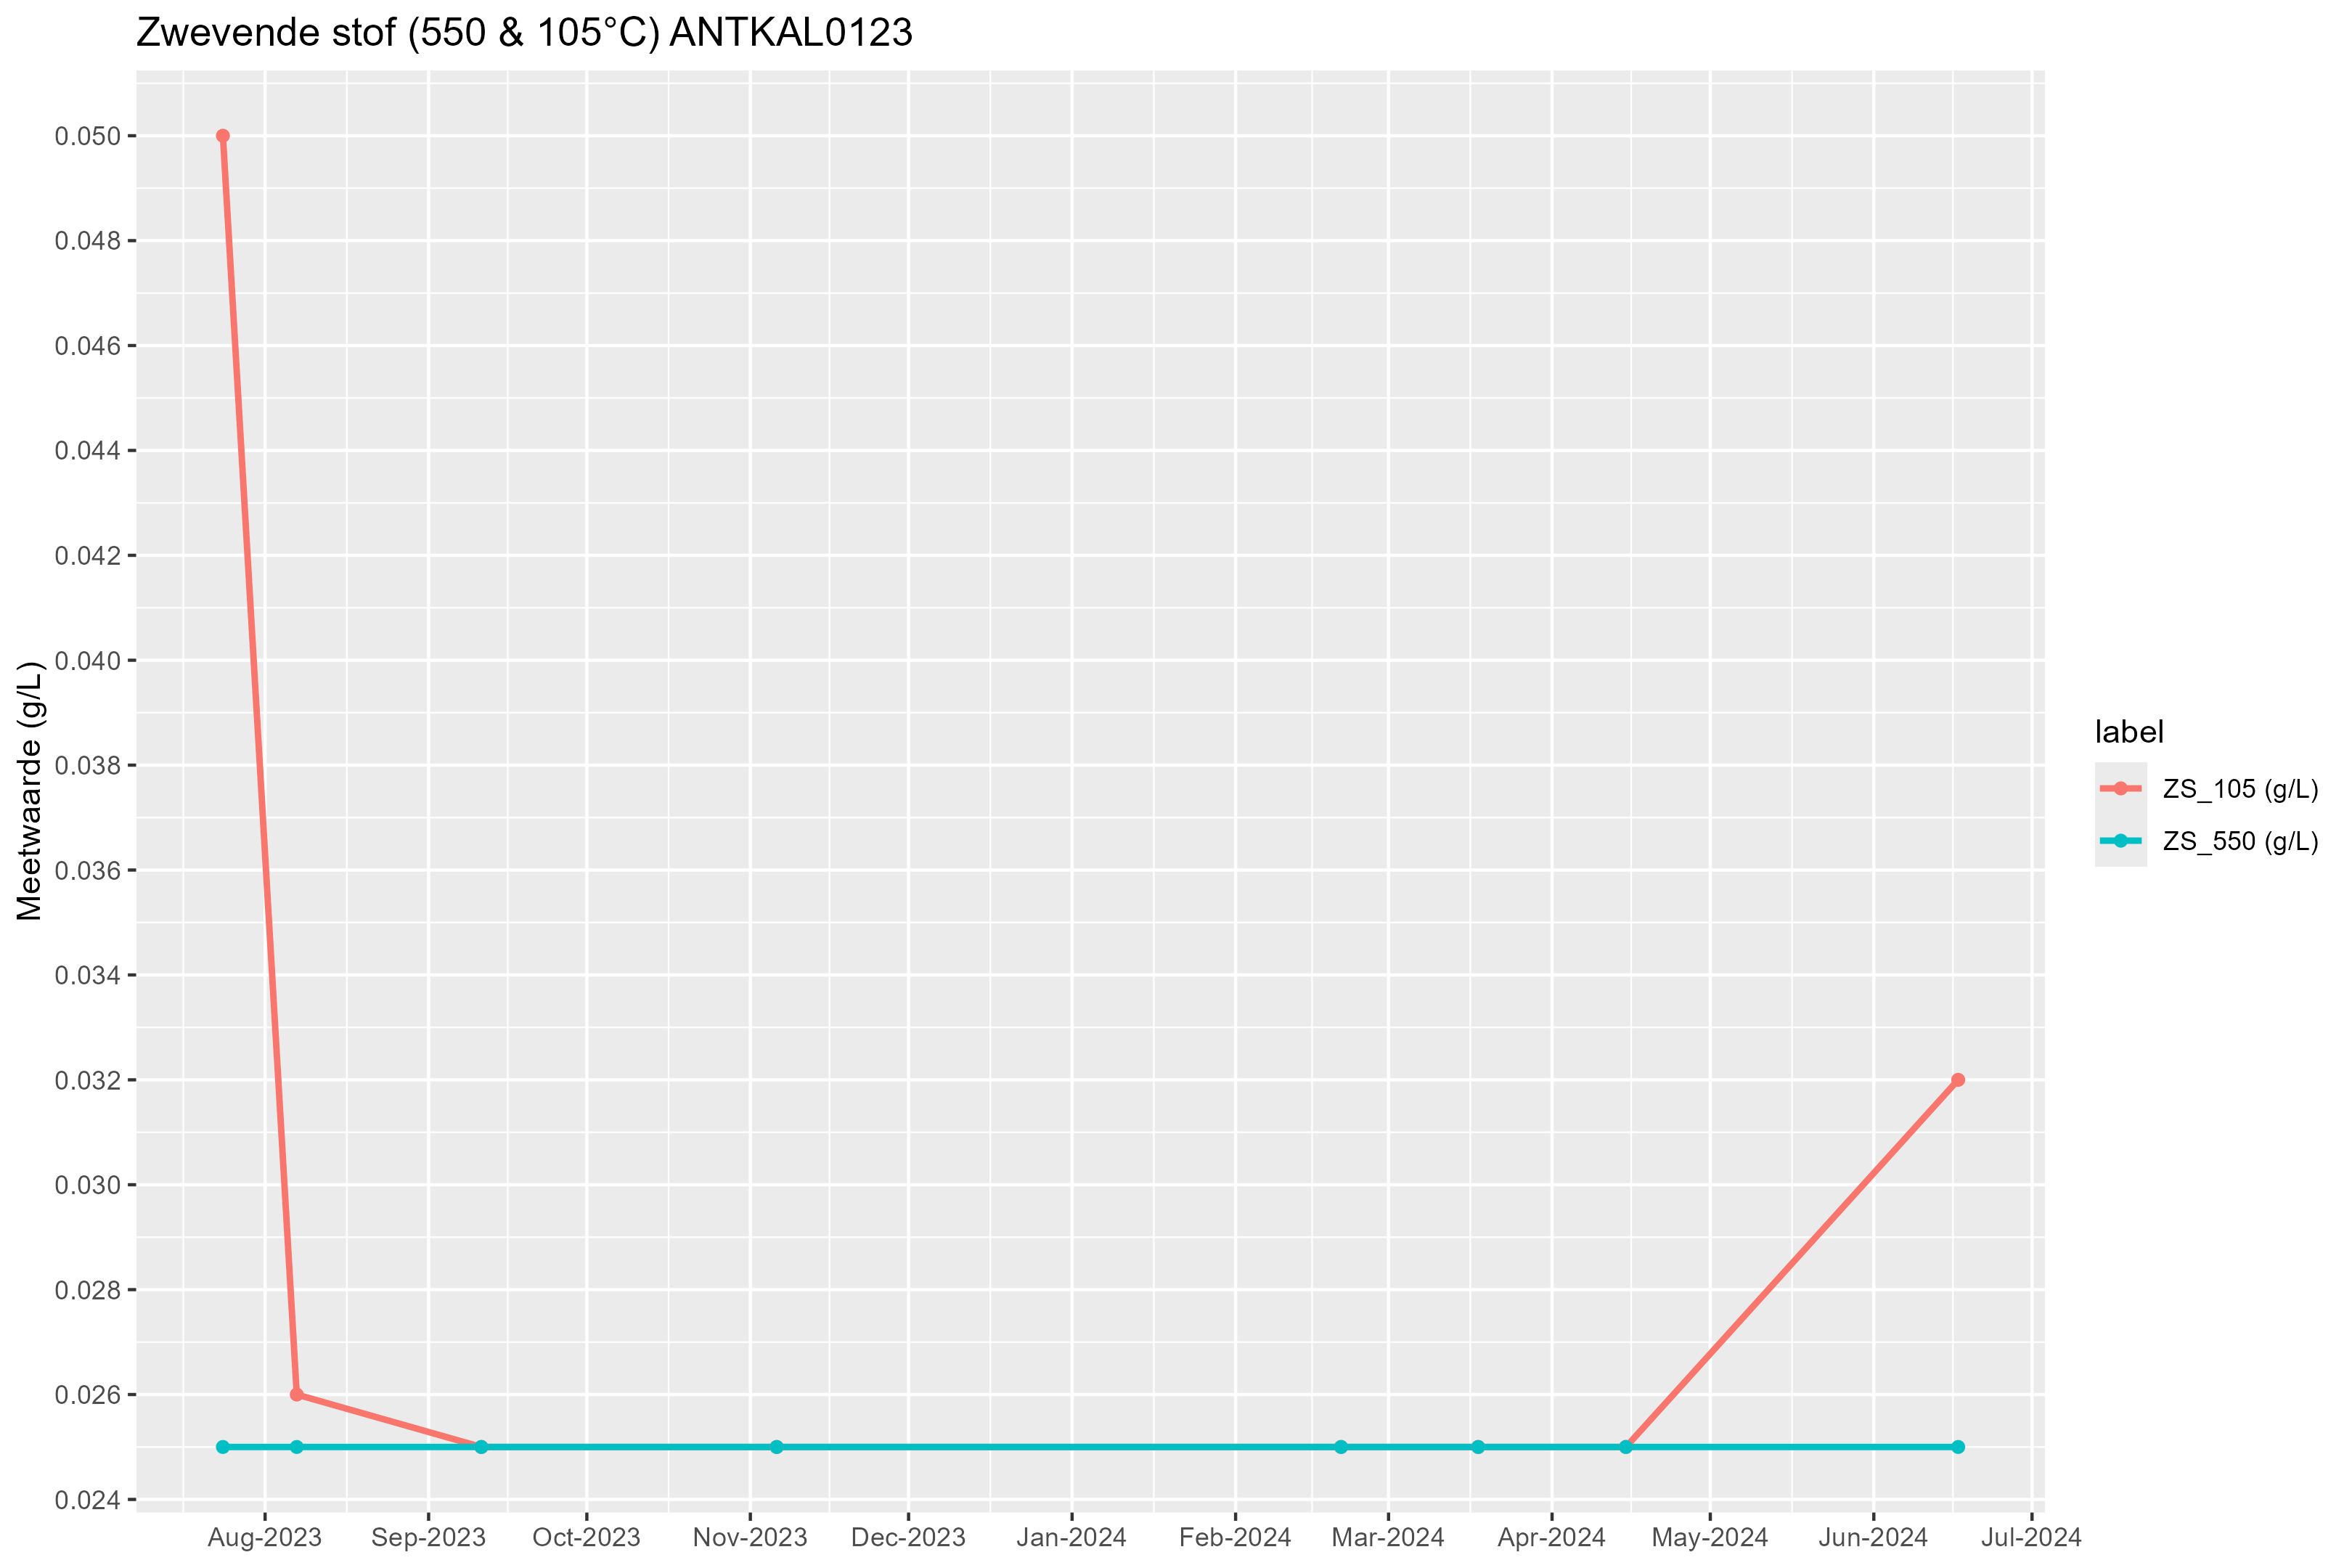 Zwevende stof (550 & 105°C) ANTKAL0123
Meetwaarde (g/L)
0.050
0.048
0.046
0.044
0.042
0.040
0.038
0.036
0.034
0.032
0.030
0.028
0.026
0.024
Aug-2023 Sep-2023 Oct-2023 Nov-2023 Dec-2023 Jan-2024 Feb-2024 Mar-2024 Apr-2024 May-2024 Jun-2024 Jul-2024
label
ZS_105 (g/L)
ZS_550 (g/L)